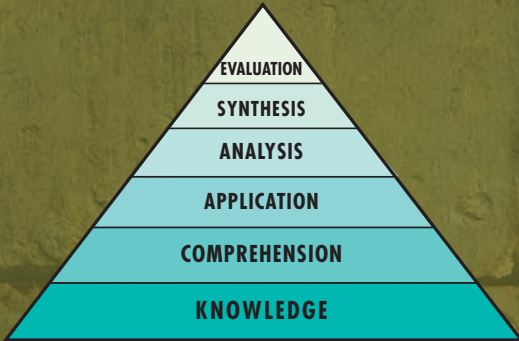 EVALUATION
SYNTHESIS
ANALYSIS
APPLICATION
COMPREHENSION
KNOWLEDGE